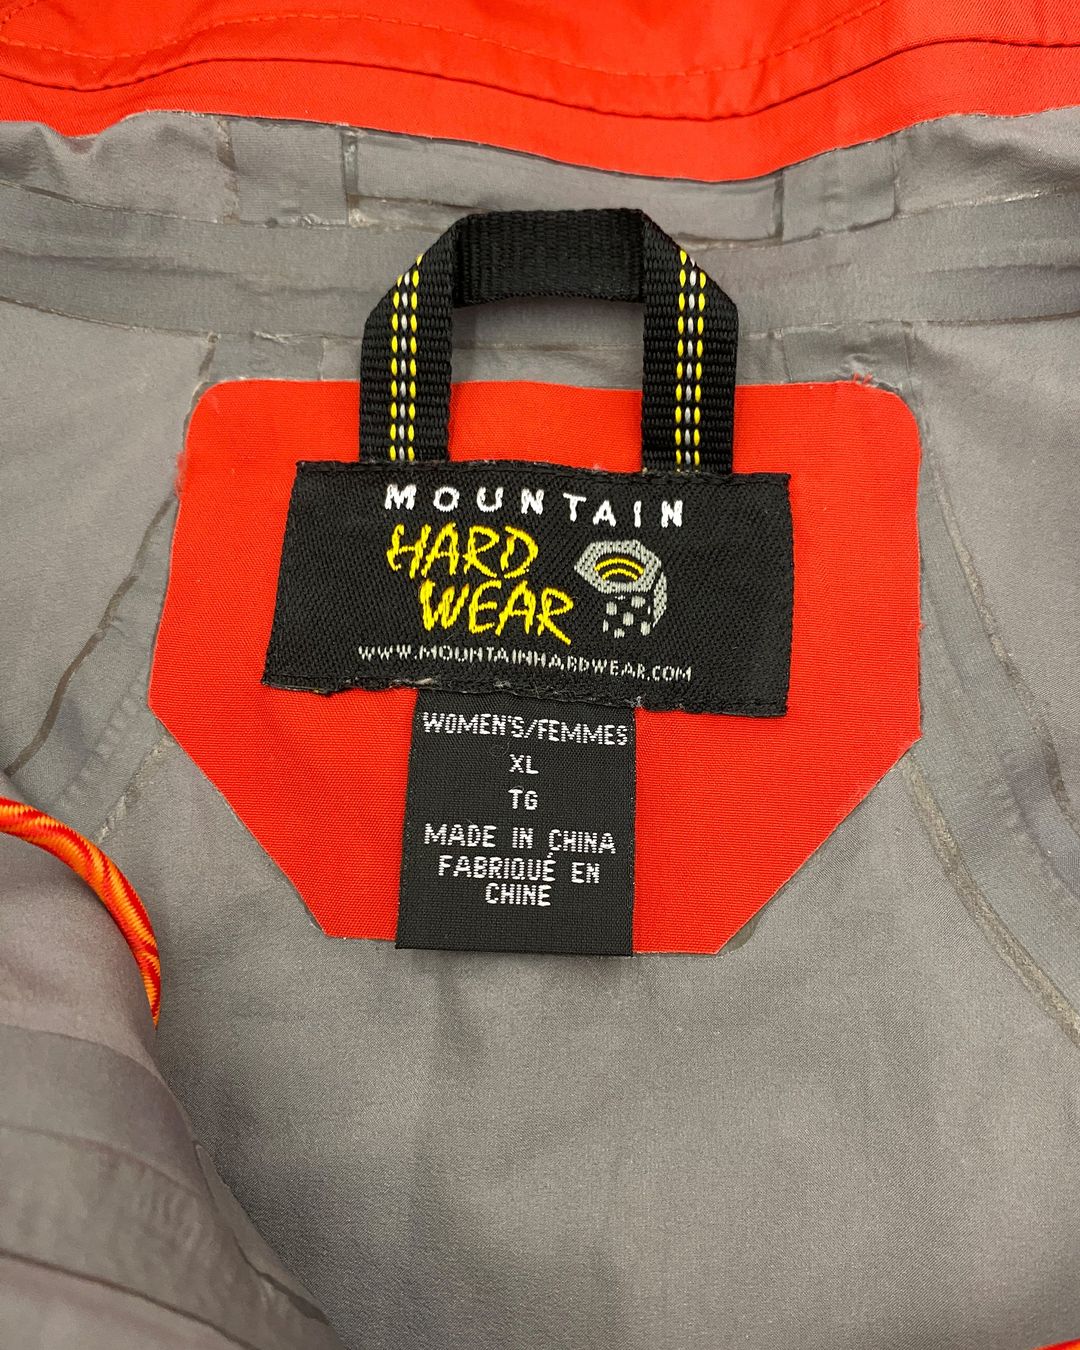 MOUNTAIN
HARD
WEAR
WWW.MOUNTAINHARDWEAR.COM
WOMEN'S/FEMMES
XL
TG
MADE IN CHINA
FABRIQUÉ EN
CHINE